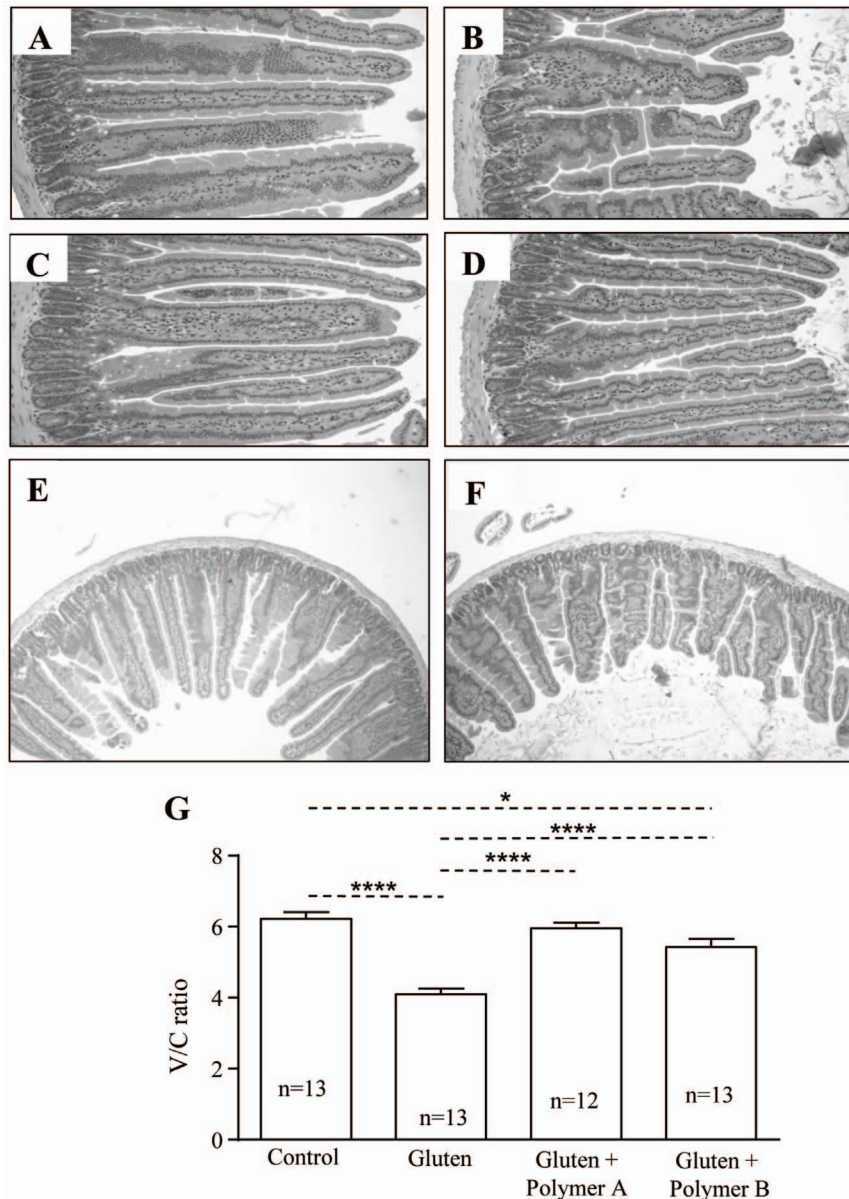 A
B
C
D
E
F
G
*
****
****
****
8
6
4
2
0
V/C ratio
n=13
n=13
n=12
n=13
Control
Gluten
Gluten +
Polymer A
Gluten +
Polymer B